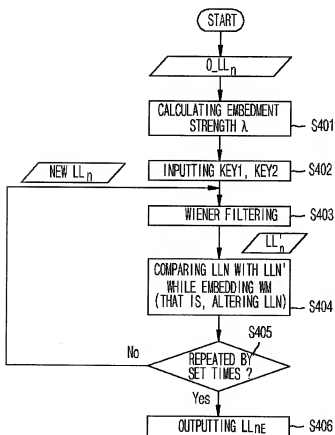 START
O_LLn
CALCULATING EMBEDMENT
STRENGTH λ
S401
NEW LLn
INPUTTING KEY1, KEY2
S402
WIENER FILTERING
S403
LL'n
COMPARING LLN WITH LLN'
WHILE EMBEDDING WM
(THAT IS, ALTERING LLN)
S404
S405
No
REPEATED BY
SET TIMES ?
Yes
OUTPUTTING LLnE
S406